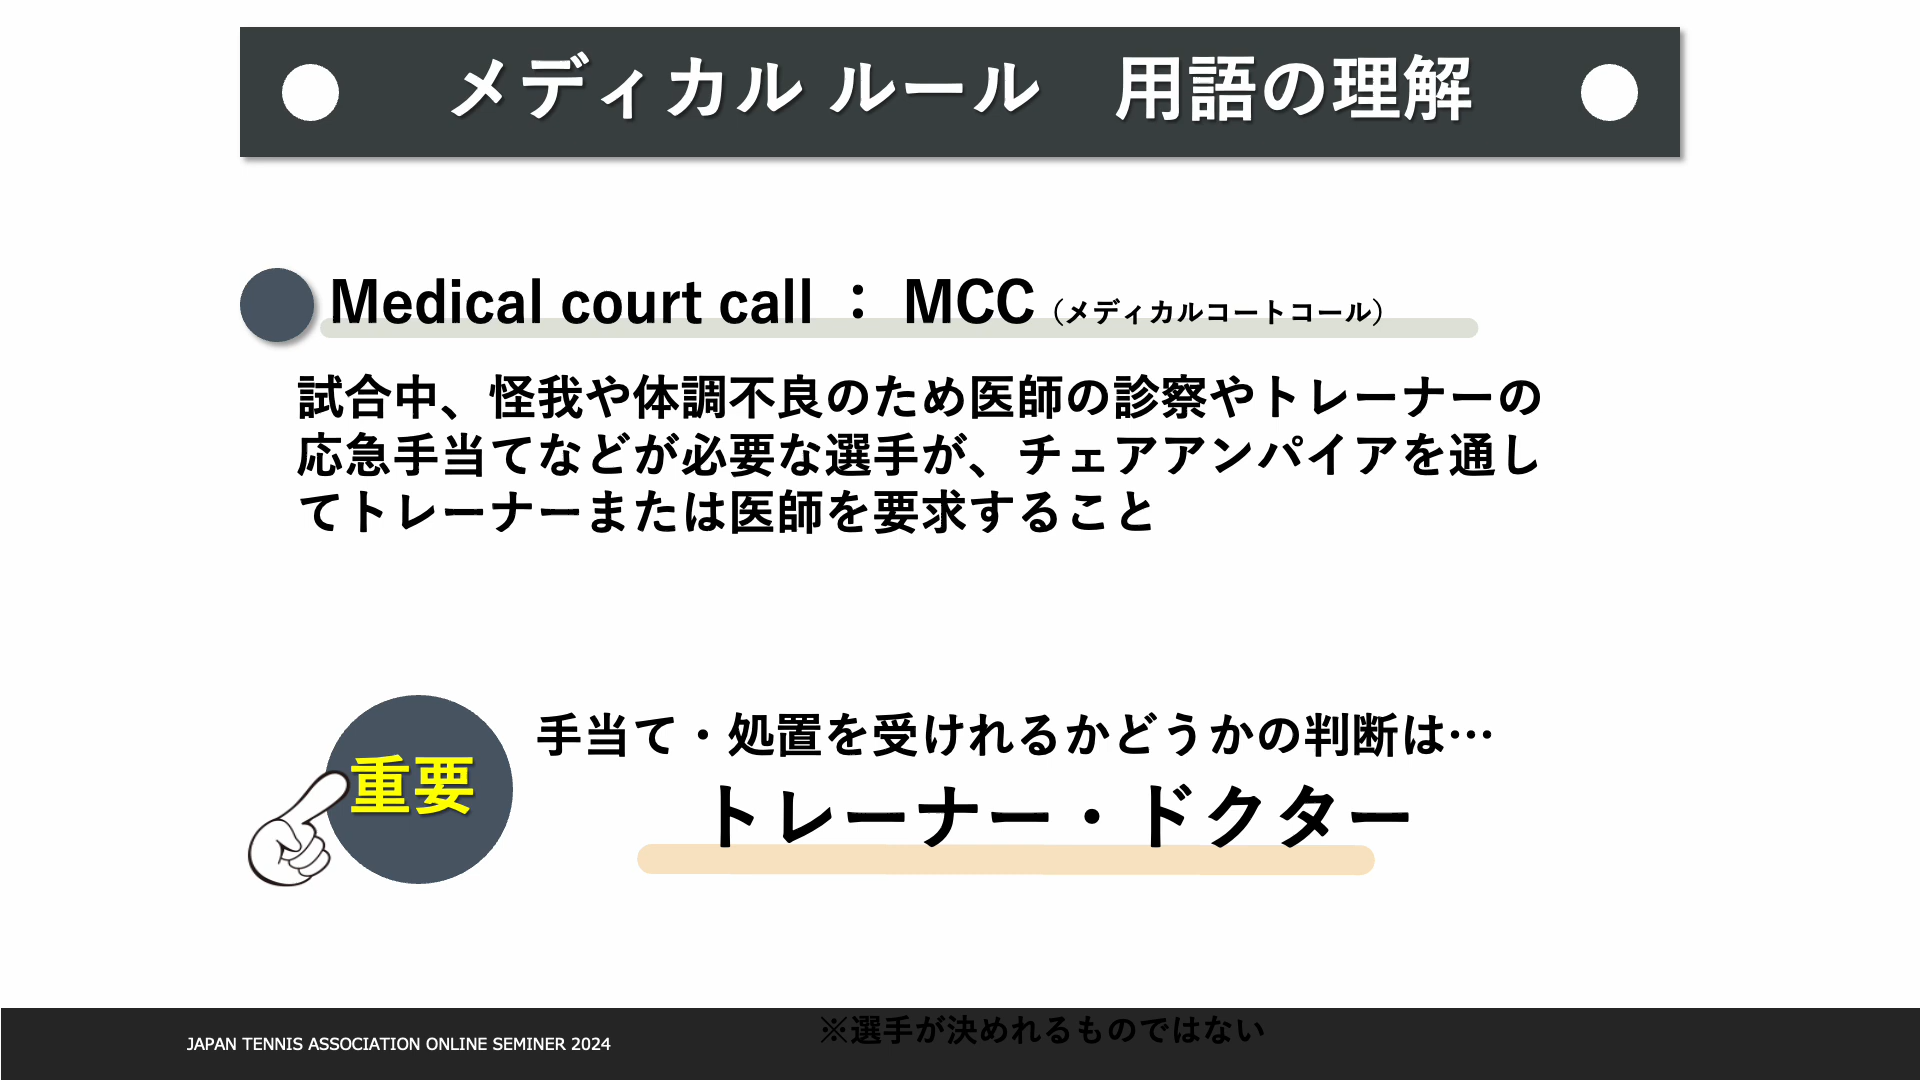 メディカル ルール　用語の理解
Medical court call ： MCC（メディカルコートコール）
試合中、怪我や体調不良のため医師の診察やトレーナーの
応急手当てなどが必要な選手が、チェアアンパイアを通し
てトレーナーまたは医師を要求すること
手当て・処置を受けれるかどうかの判断は…
重要
トレーナー・ドクター
※選手が決めれるものではない
JAPAN TENNIS ASSOCIATION ONLINE SEMINER 2024